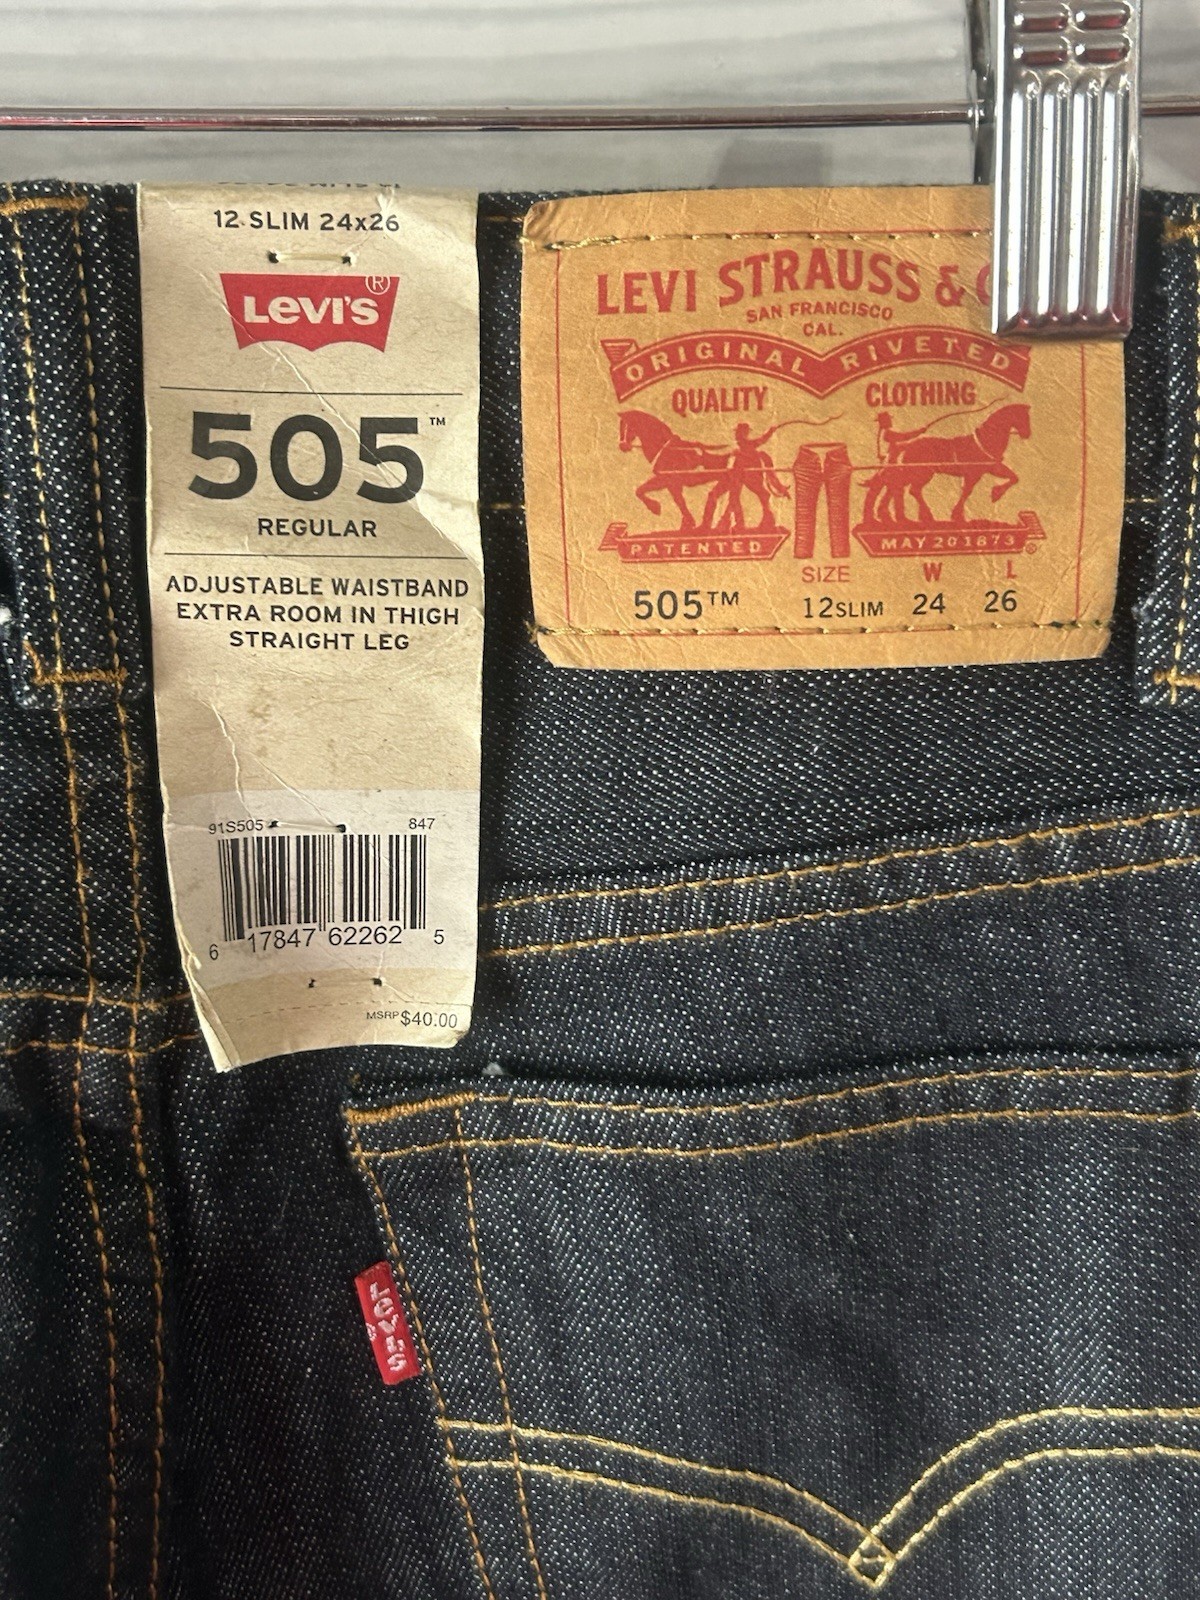 12 SLIM 24x26
LEVI'S®
505™
REGULAR
ADJUSTABLE WAISTBAND
EXTRA ROOM IN THIGH
STRAIGHT LEG
91S505 847
6 17847 62262 5
MSRP $40.00
LEVI STRAUSS &
SAN FRANCISCO
CAL.
ORIGINAL RIVETED
QUALITY CLOTHING
PATENTED MAY 20 1873®
SIZE W L
505™ 12SLIM 24 26
LEVI'S®